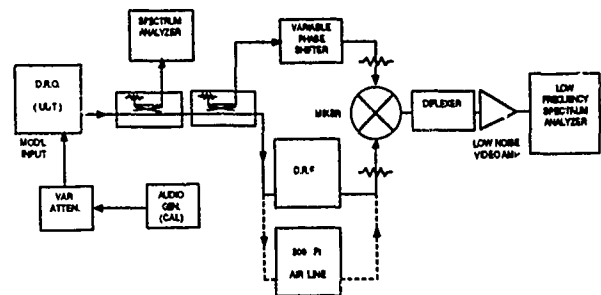 SPECTRUM
ANALYZER
VARIABLE
PHASE
SHIFTER
D.R.O.
MOD'L
INPUT
MIXER
DIPLEXER
LOW
FREQUENCY
SPECTRUM
ANALYZER
LOW NOISE
VIDEO AMP
VAR
ATTEN.
AUDIO
GEN.
(CAL)
AIR LINE